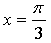 x = π/3